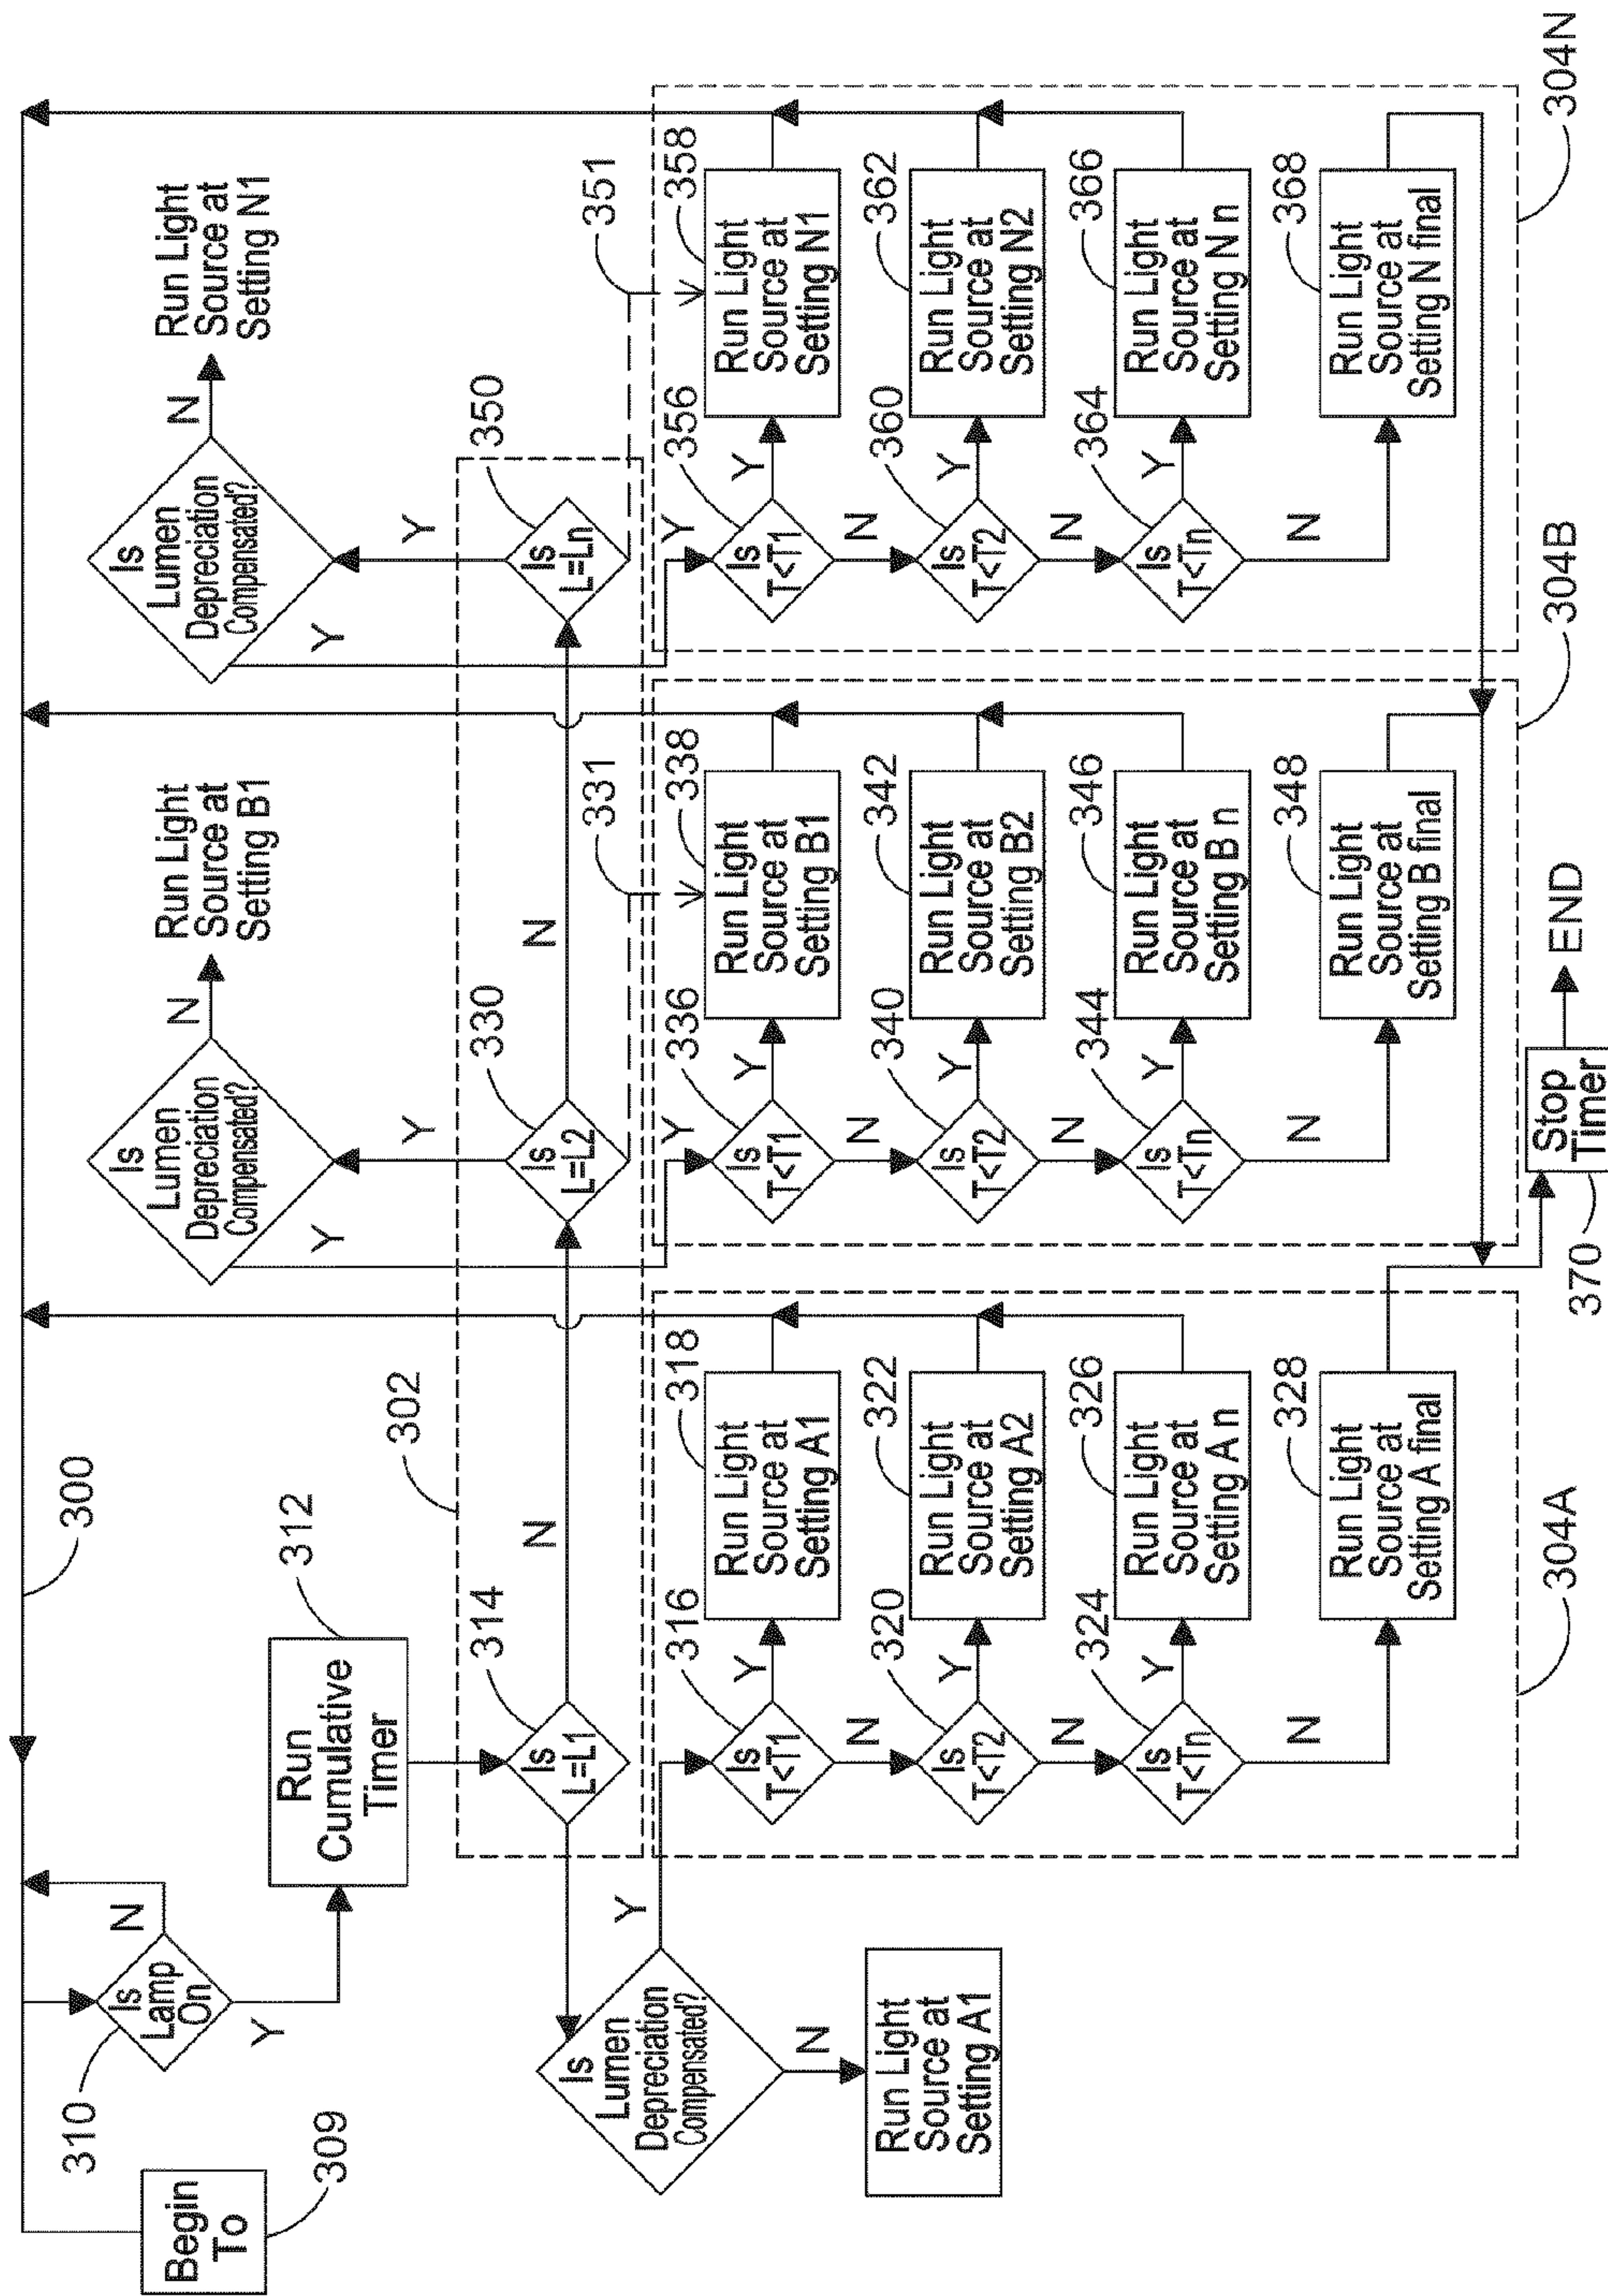 Begin
To
309
310
Is
Lamp
On
N
Y
300
Run
Cumulative
Timer
312
302
Is
L=L1
314
N
Is
Lumen
Depreciation
Compensated?
Y
N
Run Light
Source at
Setting A1
Is
T<T1
316
Y
Run Light
Source at
Setting A1
318
N
Is
T<T2
320
Y
Run Light
Source at
Setting A2
322
N
Is
T<Tn
324
Y
Run Light
Source at
Setting A n
326
N
Run Light
Source at
Setting A final
328
304A
Is
L=L2
330
N
Y
Is
Lumen
Depreciation
Compensated?
N
Run Light
Source at
Setting B1
Y
331
Y
Is
T<T1
336
Y
Run Light
Source at
Setting B1
338
N
Is
T<T2
340
Y
Run Light
Source at
Setting B2
342
N
Is
T<Tn
344
Y
Run Light
Source at
Setting B n
346
N
Run Light
Source at
Setting B final
348
304B
Is
L=Ln
350
Y
Is
Lumen
Depreciation
Compensated?
N
Run Light
Source at
Setting N1
Y
351
Y
Is
T<T1
356
Y
Run Light
Source at
Setting N1
358
N
Is
T<T2
360
Y
Run Light
Source at
Setting N2
362
N
Is
T<Tn
364
Y
Run Light
Source at
Setting N n
366
N
Run Light
Source at
Setting N final
368
304N
Stop
Timer
370
END